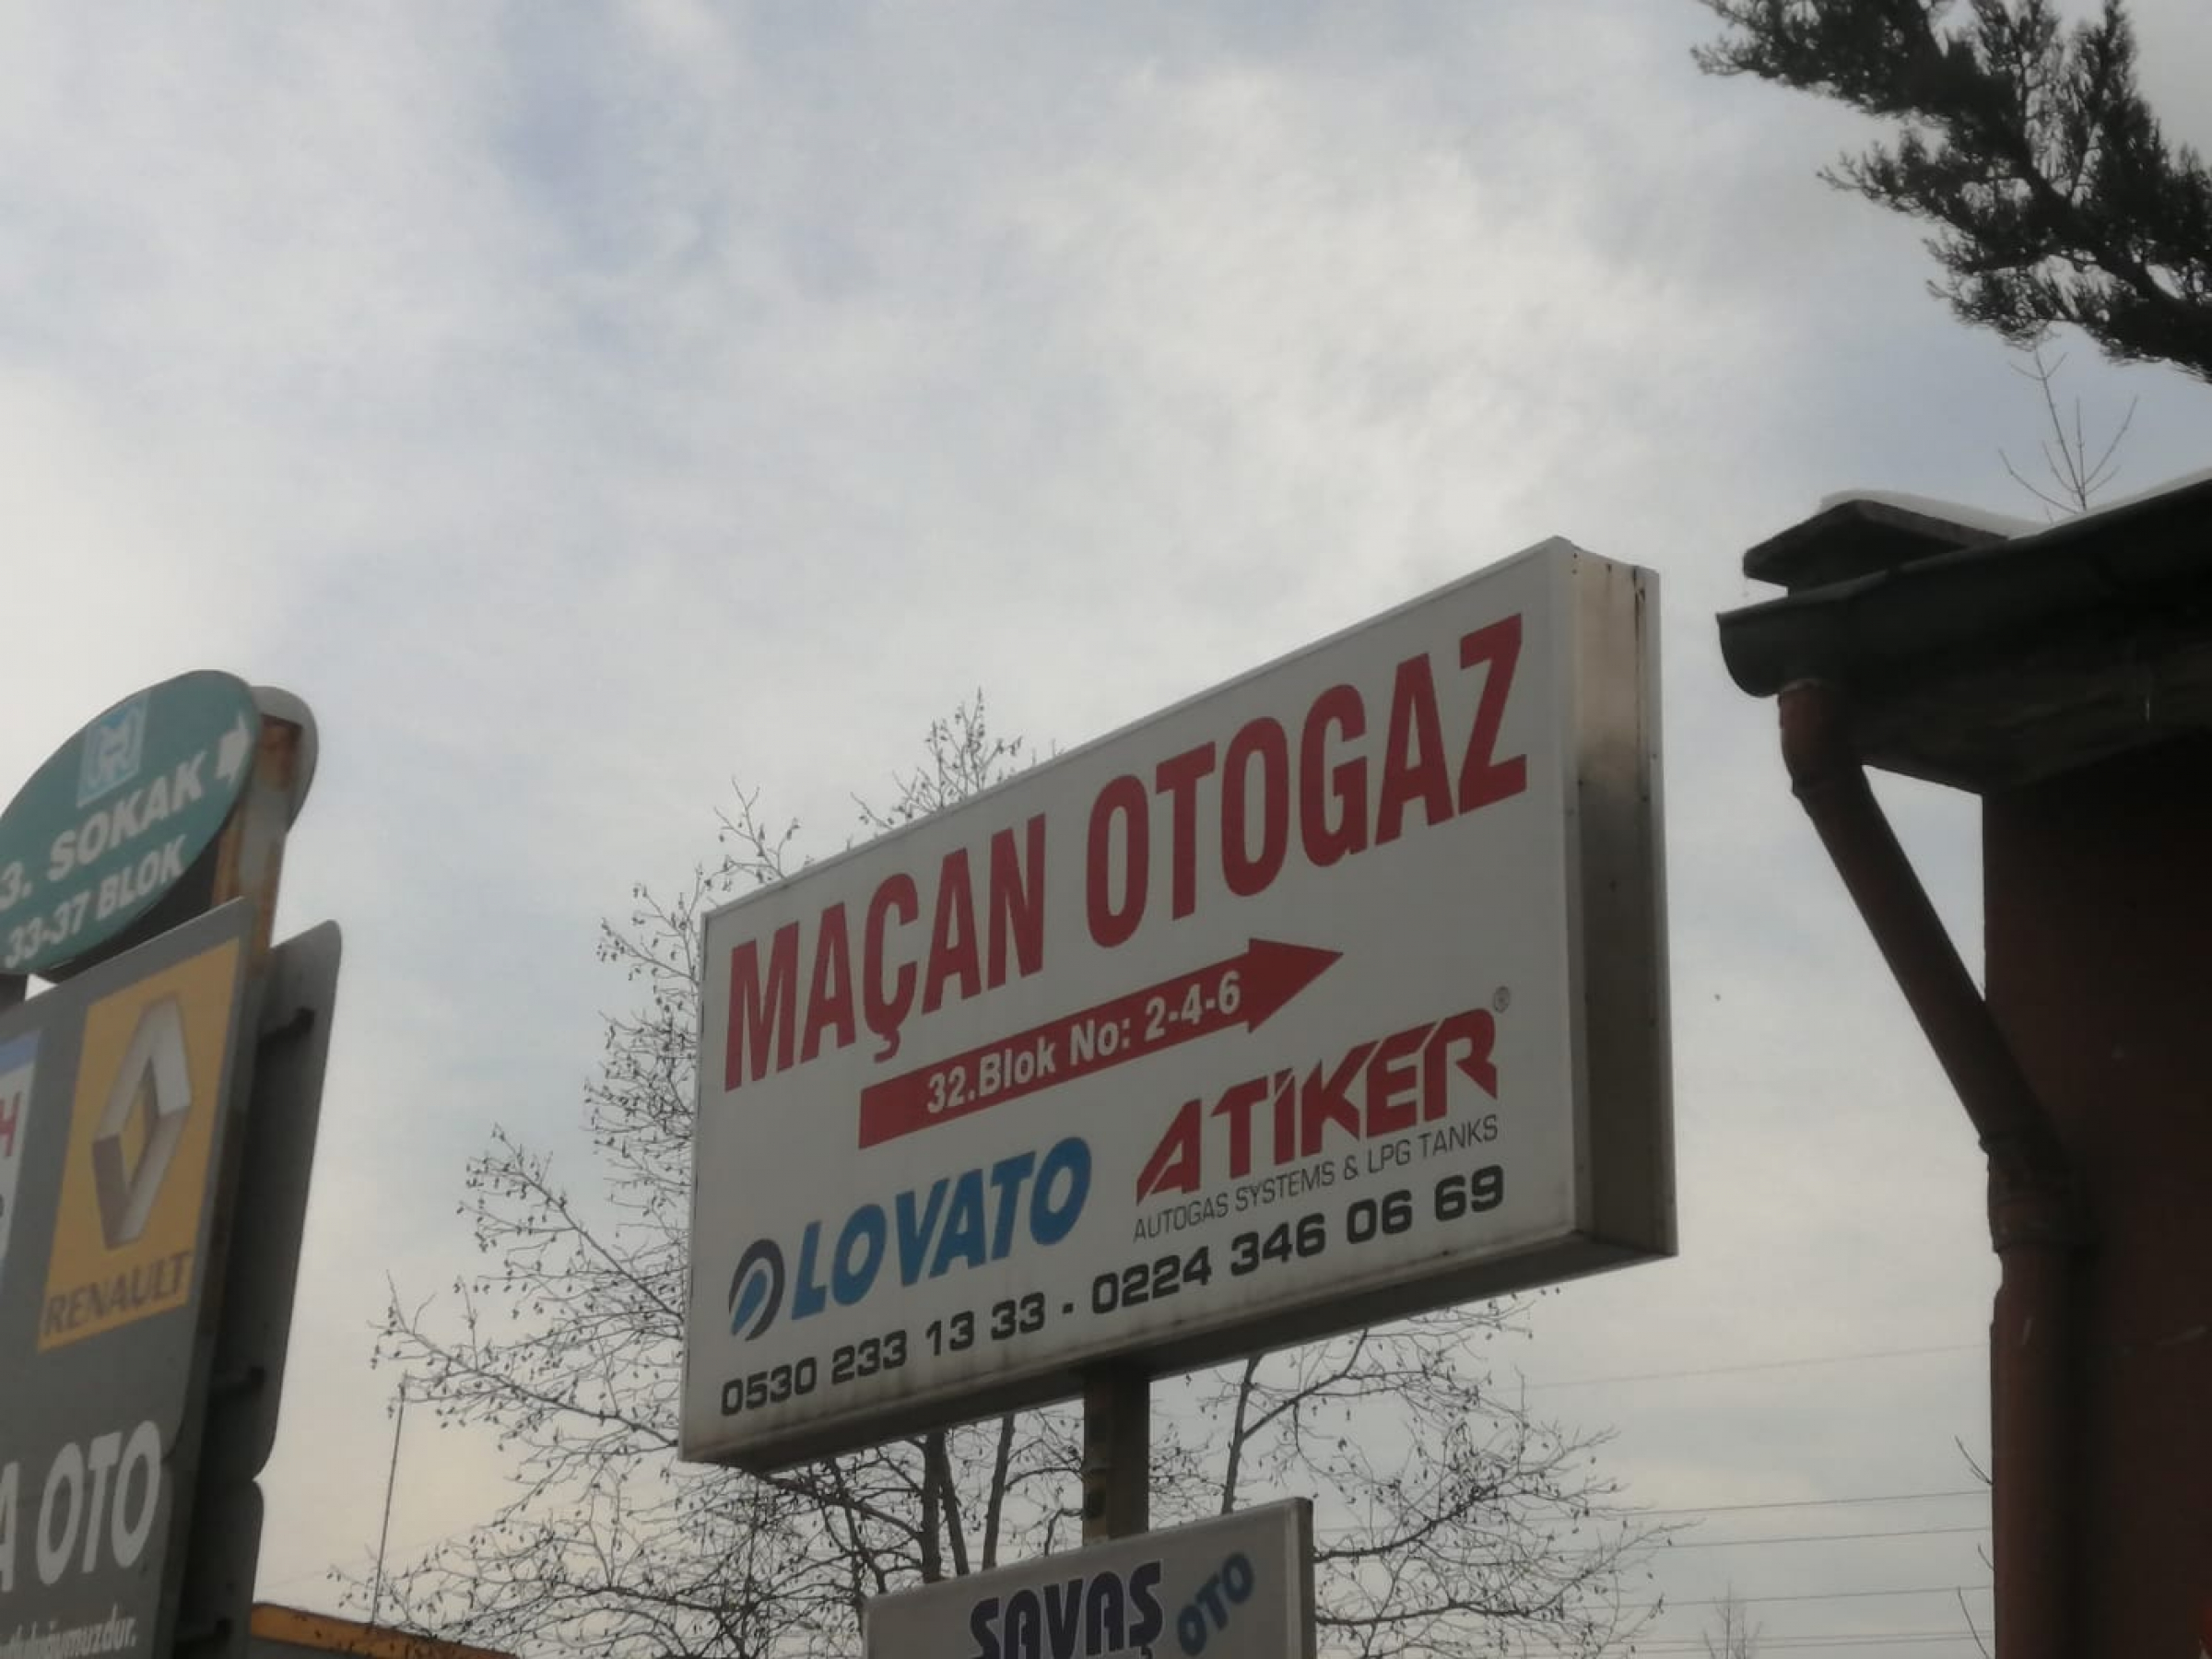 3. SOKAK
33-37 BLOK
RENAULT
OTO
MAÇAN OTOGAZ
32.Blok No: 2-4-6
LOVATO
ATİKER®
AUTOGAS SYSTEMS & LPG TANKS
0530 233 13 33 - 0224 346 06 69
SAVAŞ OTO